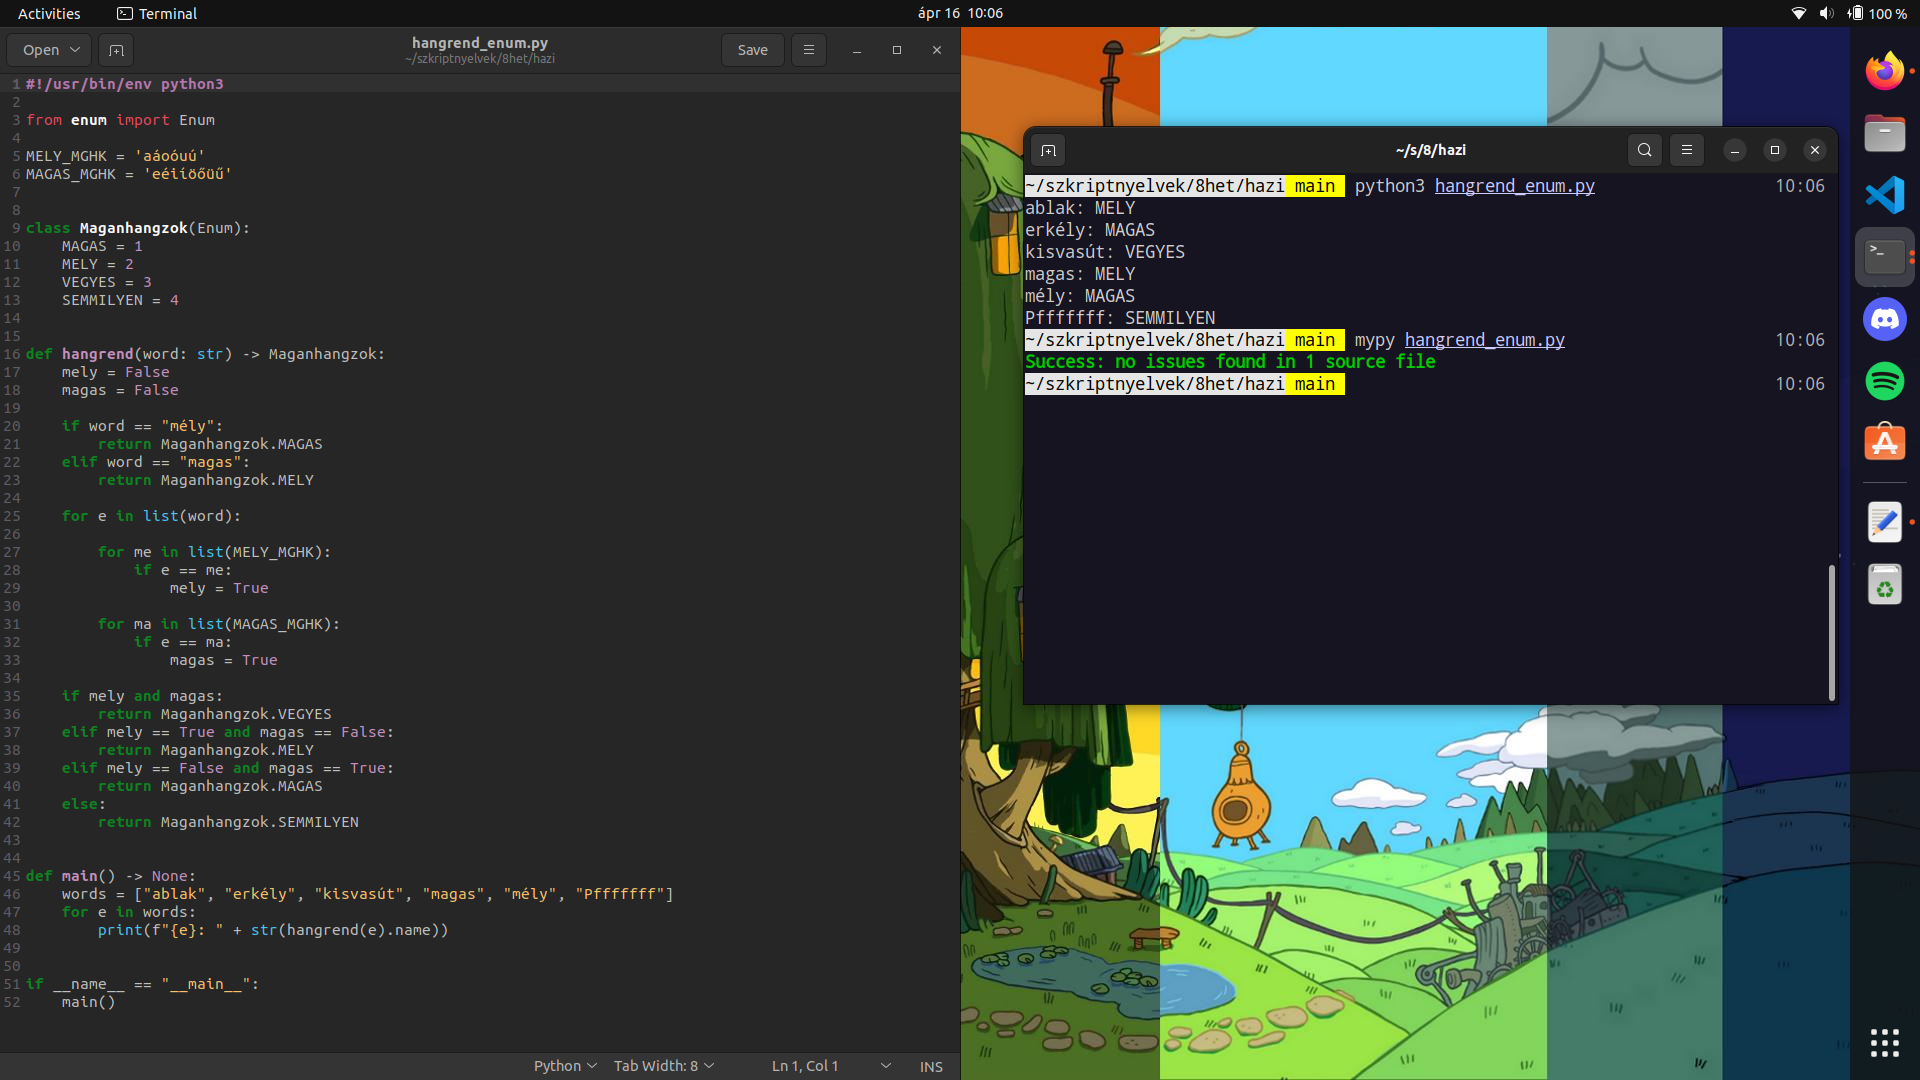 Activities
Terminal
ápr 16 10:06
100 %
Open
hangrend_enum.py
~/szkriptnyelvek/8het/hazi
Save
1 #!/usr/bin/env python3
2
3 from enum import Enum
4
5 MELY_MGHK = 'aáoóuú'
6 MAGAS_MGHK = 'eéiíöőüű'
7
8
9 class Maganhangzok(Enum):
10     MAGAS = 1
11     MELY = 2
12     VEGYES = 3
13     SEMMILYEN = 4
14
15
16 def hangrend(word: str) -> Maganhangzok:
17     mely = False
18     magas = False
19
20     if word == "mély":
21         return Maganhangzok.MAGAS
22     elif word == "magas":
23         return Maganhangzok.MELY
24
25     for e in list(word):
26
27         for me in list(MELY_MGHK):
28             if e == me:
29                 mely = True
30
31         for ma in list(MAGAS_MGHK):
32             if e == ma:
33                 magas = True
34
35     if mely and magas:
36         return Maganhangzok.VEGYES
37     elif mely == True and magas == False:
38         return Maganhangzok.MELY
39     elif mely == False and magas == True:
40         return Maganhangzok.MAGAS
41     else:
42         return Maganhangzok.SEMMILYEN
43
44
45 def main() -> None:
46     words = ["ablak", "erkély", "kisvasút", "magas", "mély", "Pfffffff"]
47     for e in words:
48         print(f"{e}: " + str(hangrend(e).name))
49
50
51 if __name__ == "__main__":
52     main()
Python
Tab Width: 8
Ln 1, Col 1
INS
~/s/8/hazi
~/szkriptnyelvek/8het/hazi main python3 hangrend_enum.py 10:06
ablak: MELY
erkély: MAGAS
kisvasút: VEGYES
magas: MELY
mély: MAGAS
Pfffffff: SEMMILYEN
~/szkriptnyelvek/8het/hazi main mypy hangrend_enum.py 10:06
Success: no issues found in 1 source file
~/szkriptnyelvek/8het/hazi main 10:06